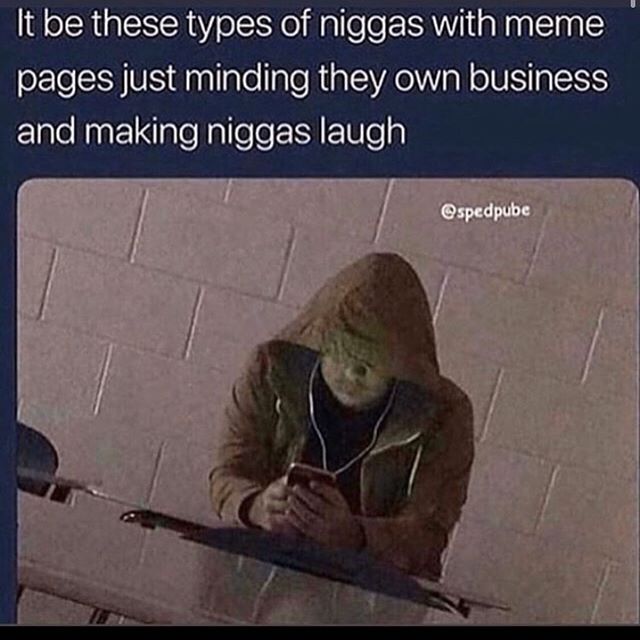 It be these types of niggas with meme
pages just minding they own business
and making niggas laugh
@spedpube